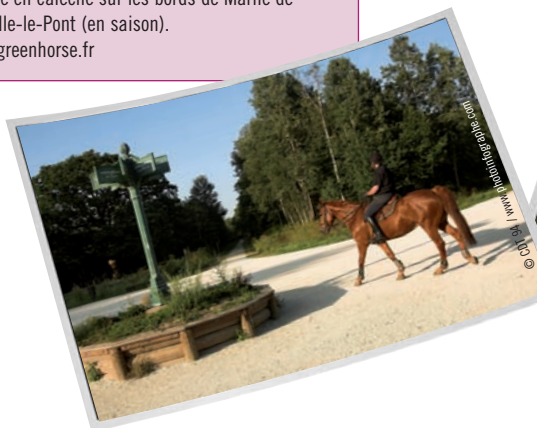 e en calèche sur les bords de Marne de
lle-le-Pont (en saison).
greenhorse.fr
© CDT 94 / www.photoinfographe.com